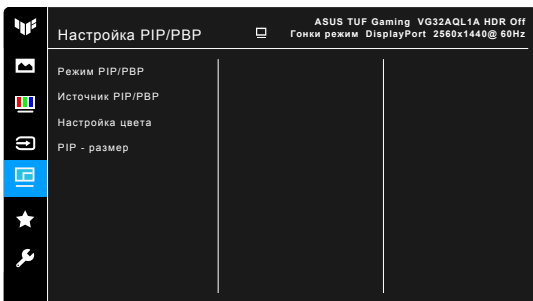 ASUS TUF Gaming VG32AQL1A HDR Off
Настройка PIP/PBP
Гонки режим DisplayPort 2560x1440@ 60Hz
Режим PIP/PBP
Источник PIP/PBP
Настройка цвета
PIP - размер